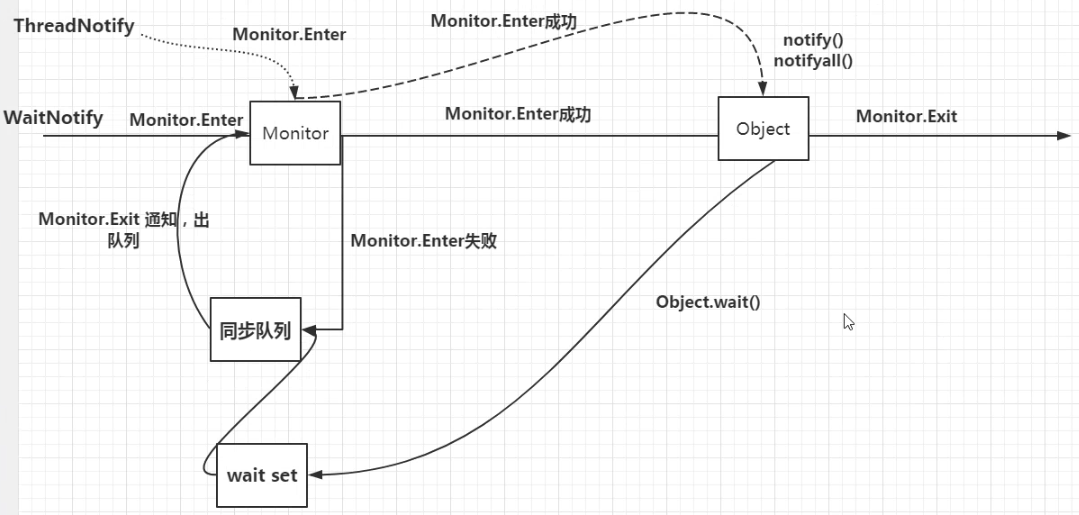 ThreadNotify
Monitor.Enter
Monitor.Enter成功
notify()
notifyall()
WaitNotify
Monitor.Enter
Monitor
Monitor.Enter成功
Object
Monitor.Exit
Monitor.Exit 通知，出
队列
Monitor.Enter失败
同步队列
Object.wait()
wait set